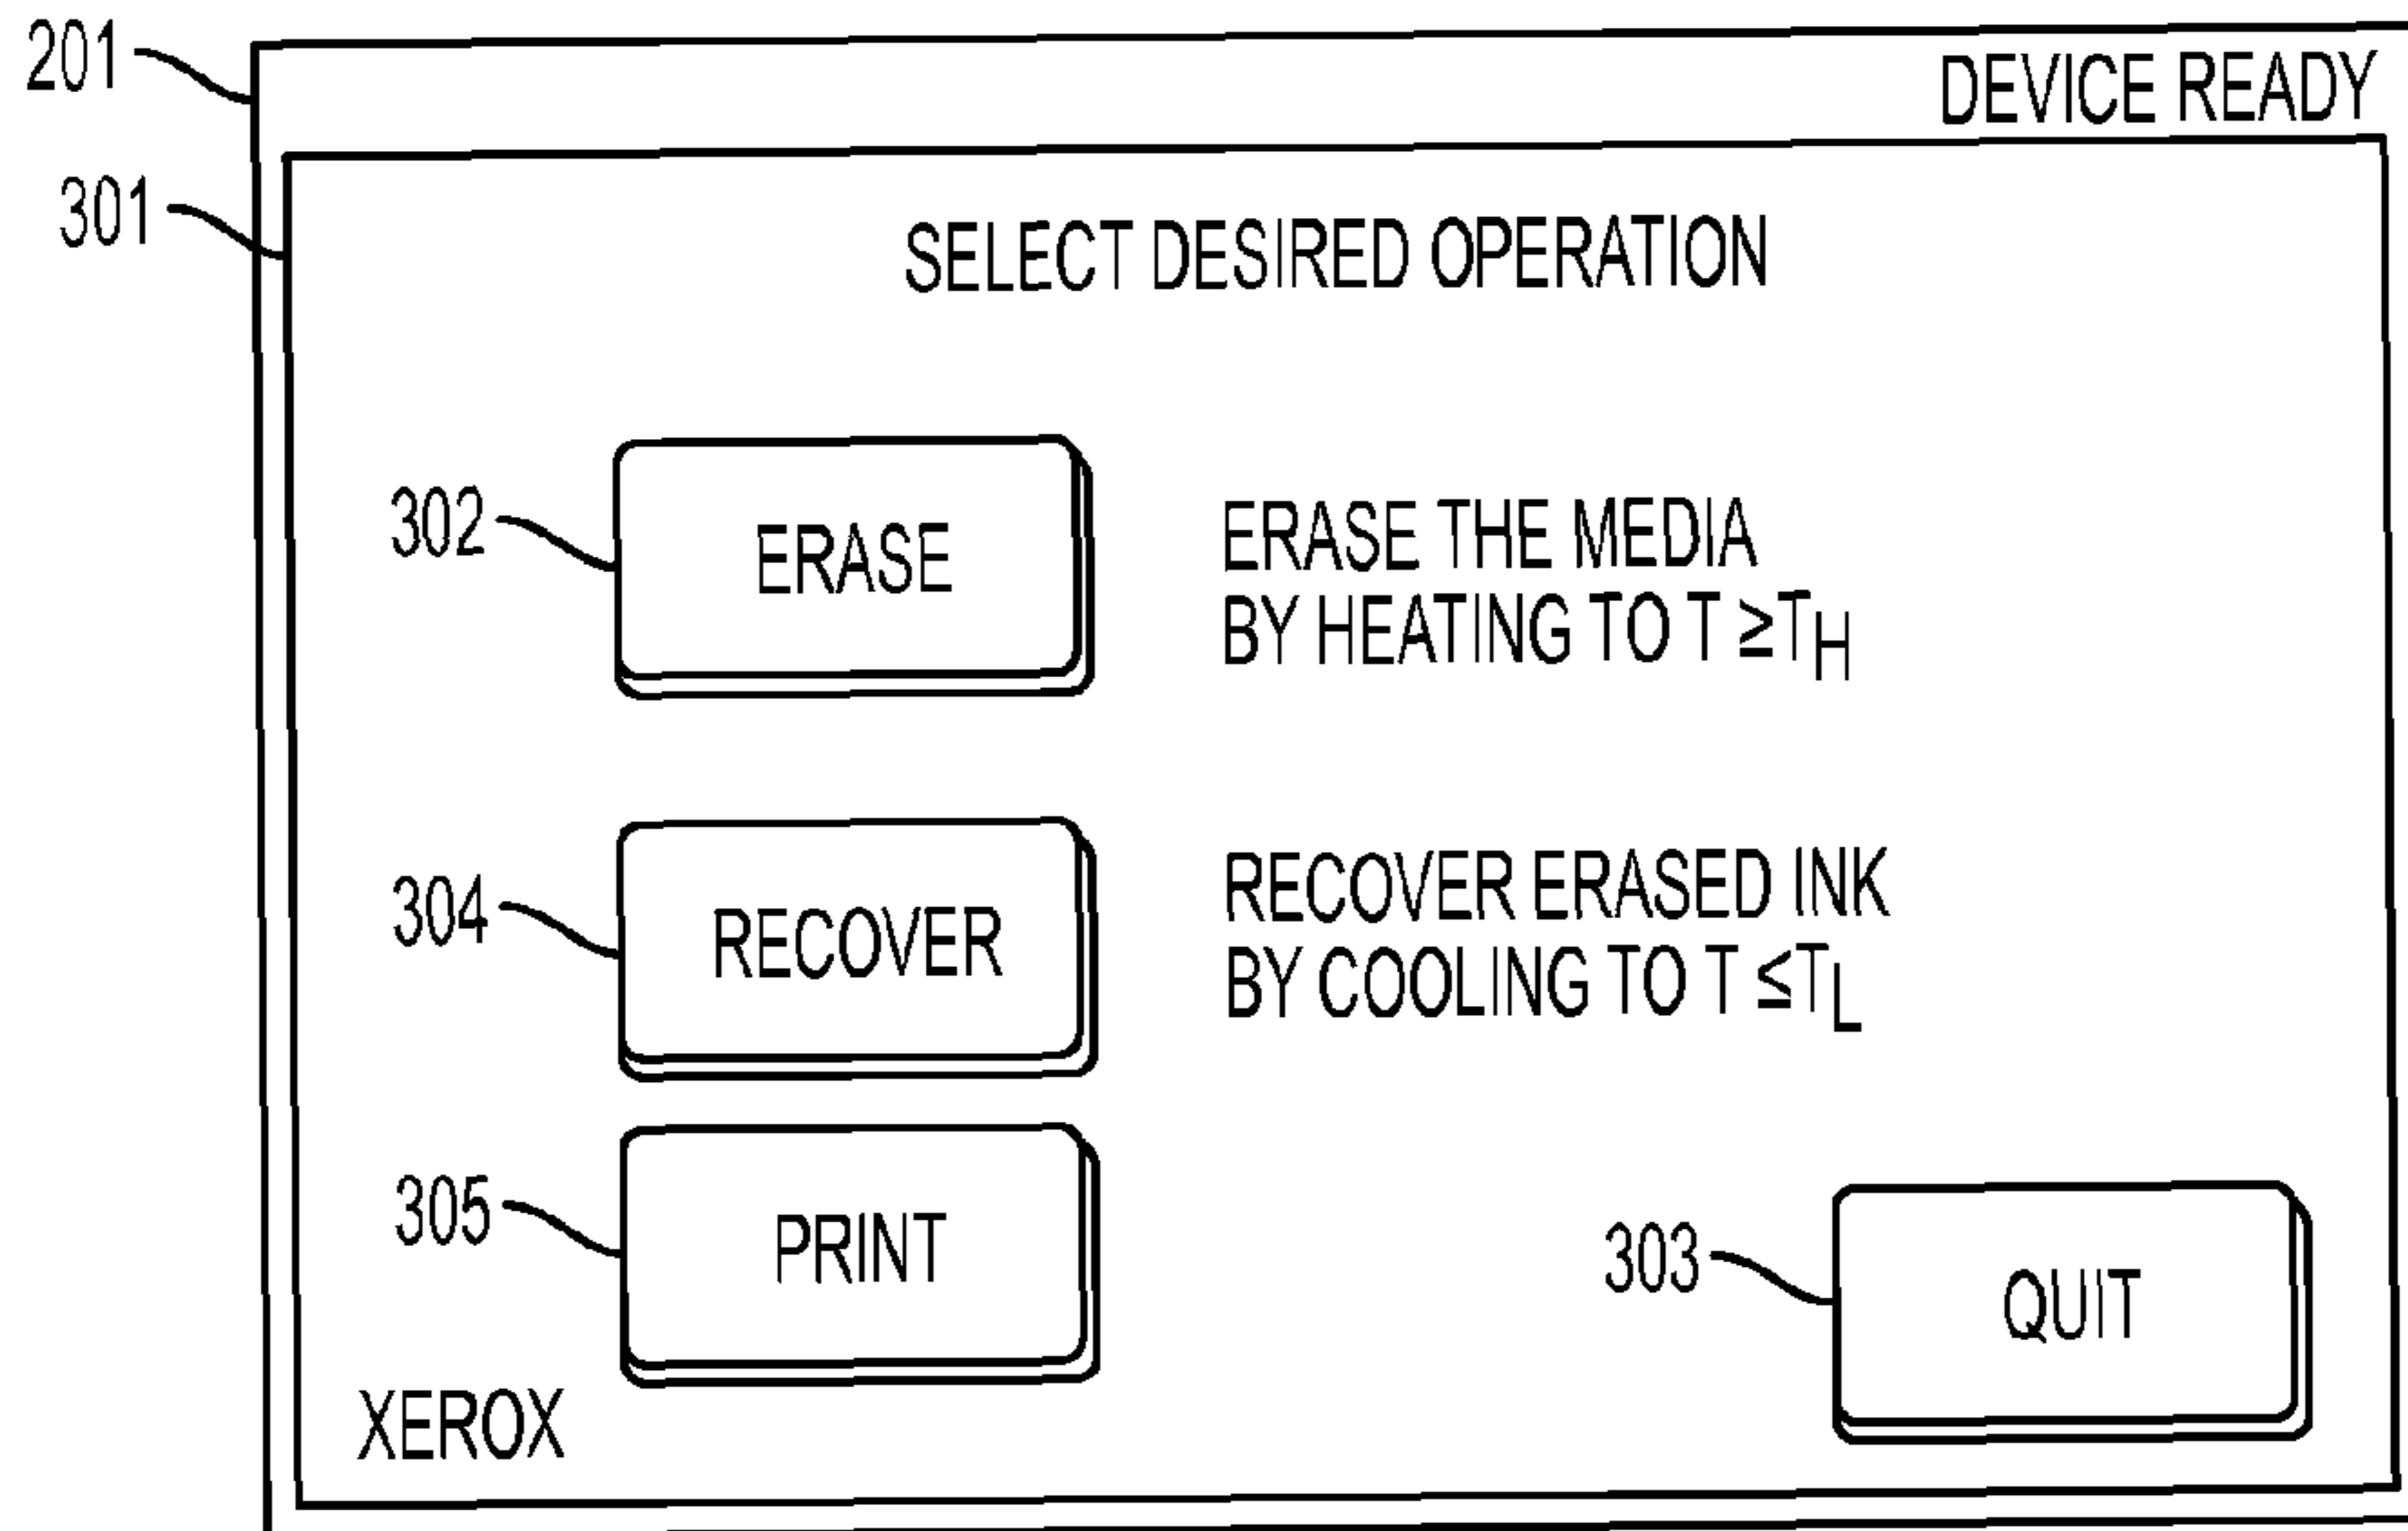 201
DEVICE READY
301
SELECT DESIRED OPERATION
302
ERASE
ERASE THE MEDIA
BY HEATING TO T ≥TH
304
RECOVER
RECOVER ERASED INK
BY COOLING TO T ≤TL
305
PRINT
303
QUIT
XEROX